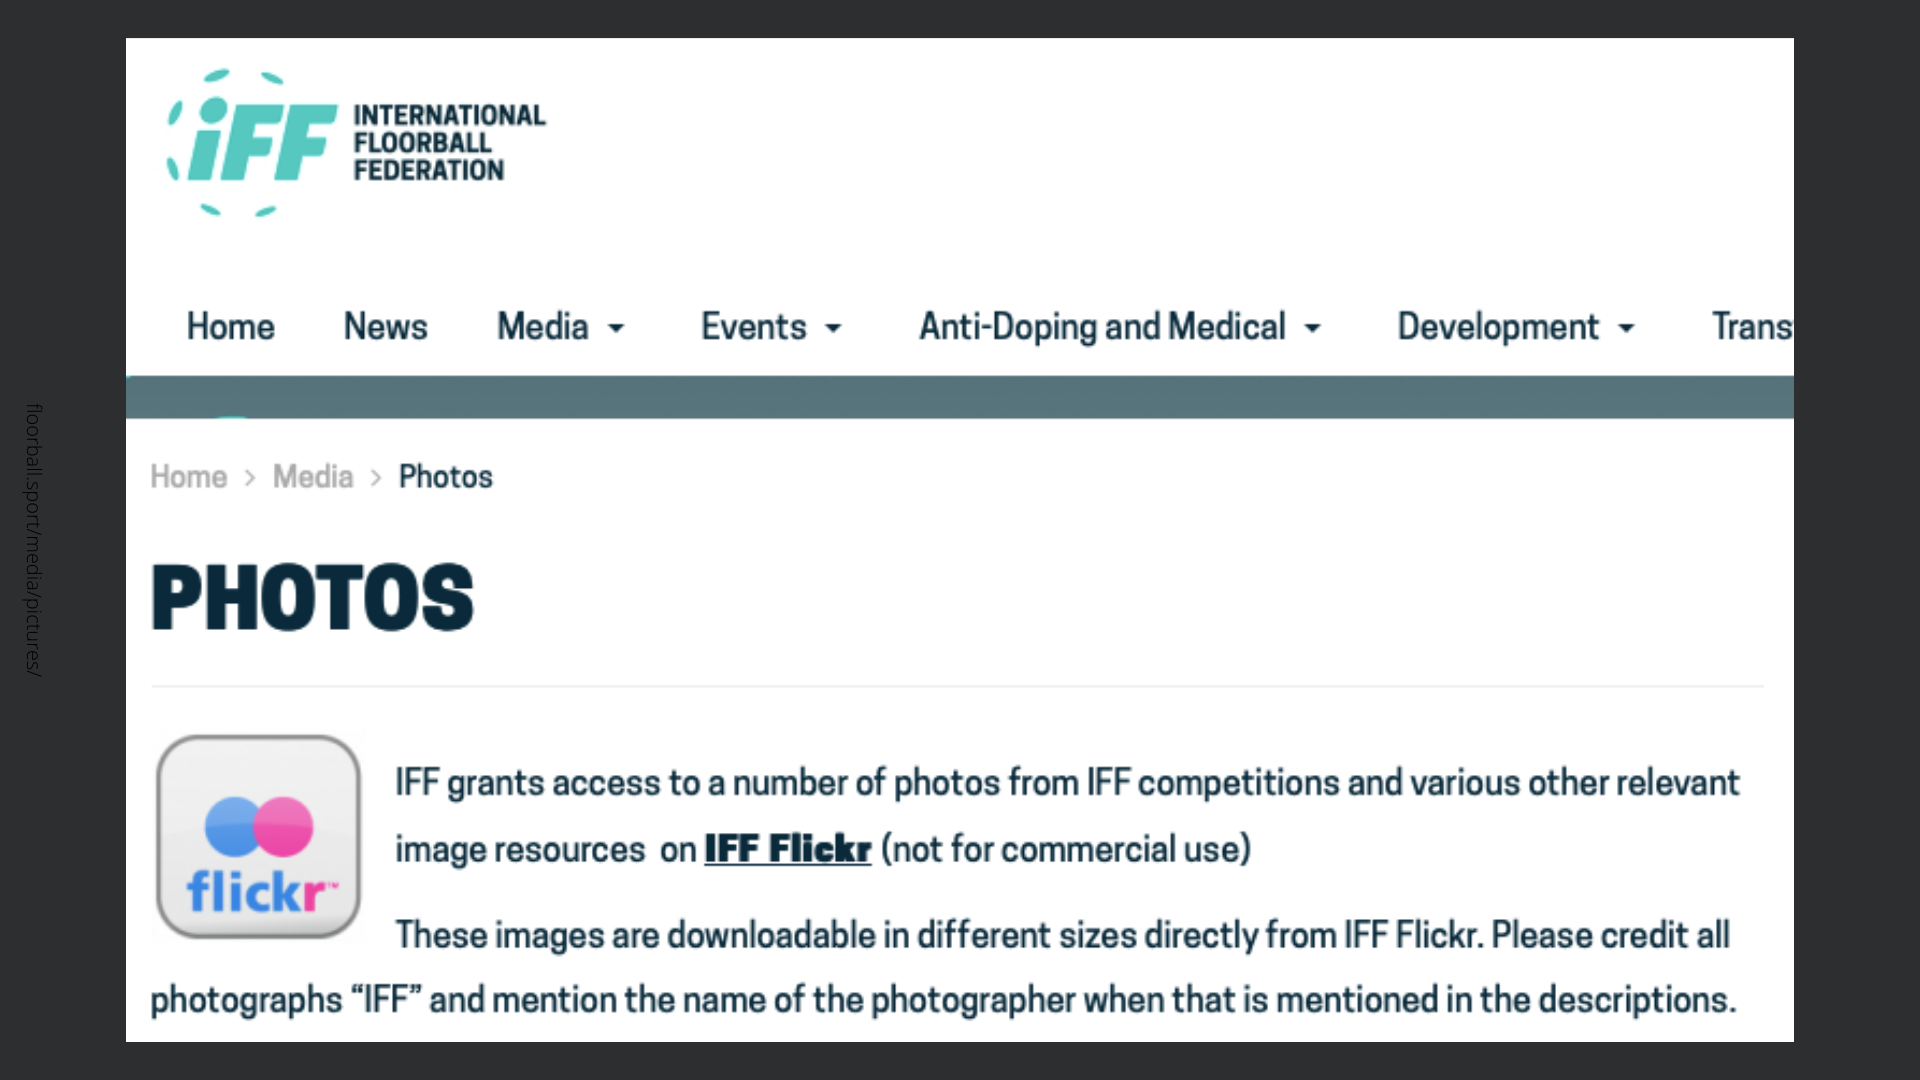 iFF INTERNATIONAL
FLOORBALL
FEDERATION
Home News Media Events Anti-Doping and Medical Development Trans
Home > Media > Photos
PHOTOS
flickr™
IFF grants access to a number of photos from IFF competitions and various other relevant
image resources on IFF Flickr (not for commercial use)
These images are downloadable in different sizes directly from IFF Flickr. Please credit all
photographs “IFF” and mention the name of the photographer when that is mentioned in the descriptions.
floorball.sport/media/pictures/